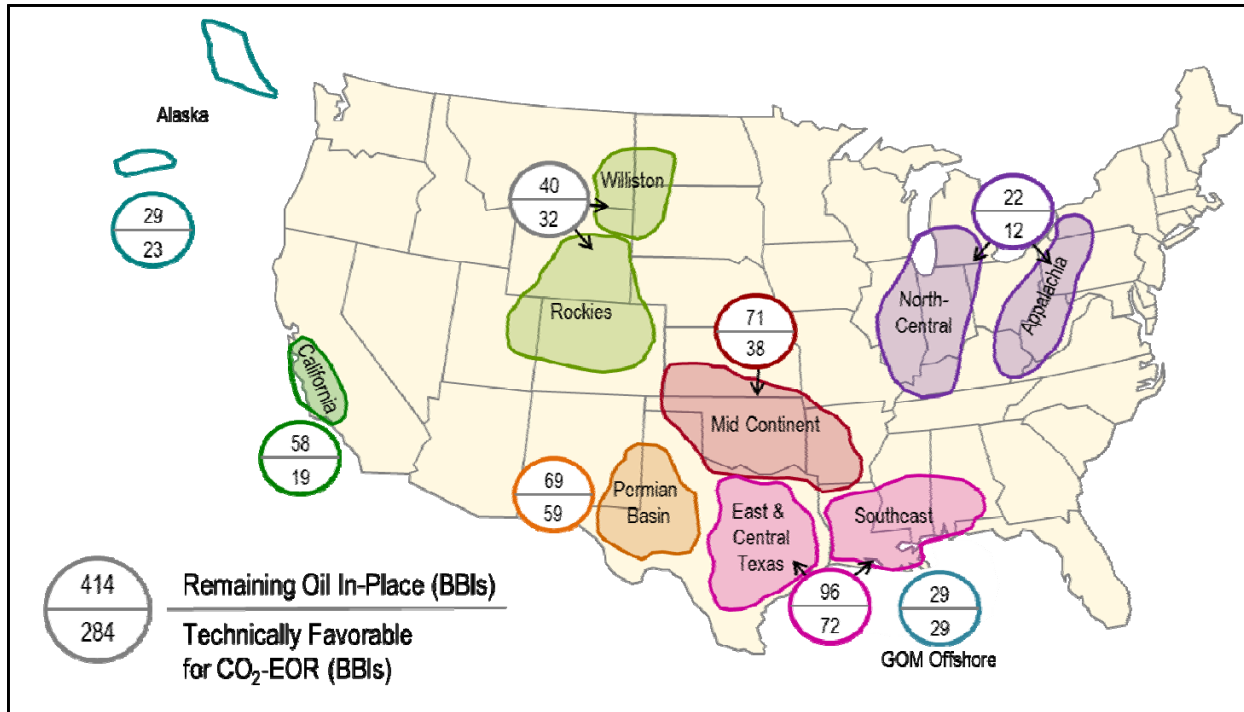 Alaska
29
23
Williston
40
32
Rockies
22
12
North-
Central
Appalachia
71
38
Mid Continent
California
58
19
69
59
Permian
Basin
East &
Central
Texas
Southeast
96
72
29
29
GOM Offshore
414
284
Remaining Oil In-Place (BBls)
Technically Favorable
for CO₂-EOR (BBls)